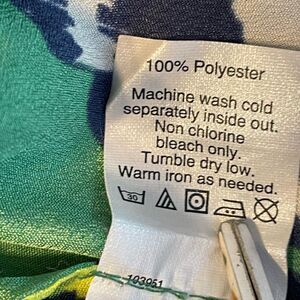 100% Polyester
Machine wash cold
separately inside out.
Non chlorine
bleach only.
Tumble dry low.
Warm iron as needed.
30
103951